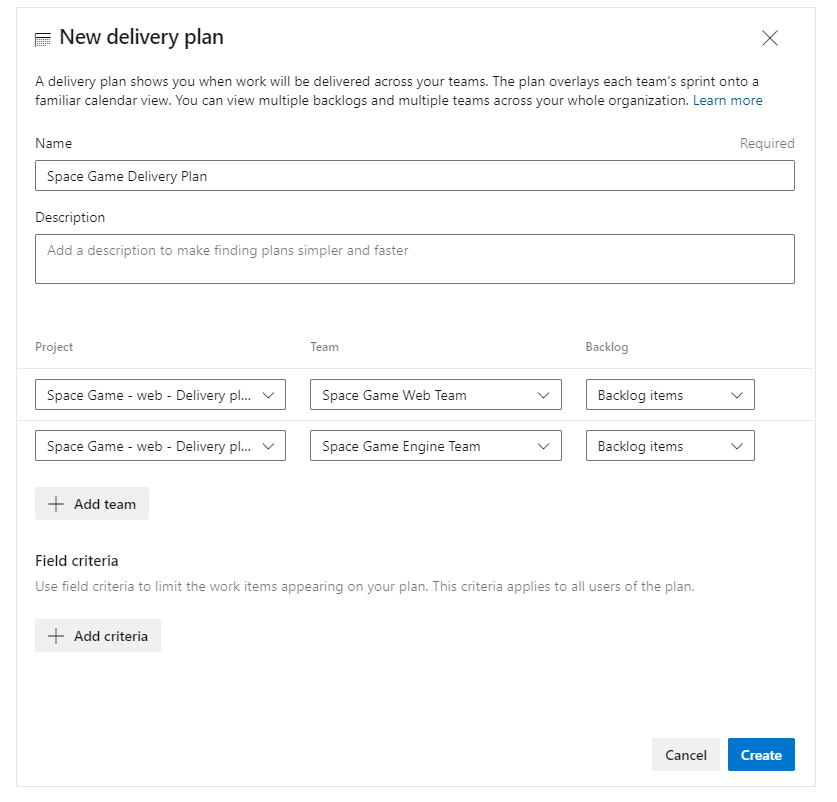 New delivery plan
A delivery plan shows you when work will be delivered across your teams. The plan overlays each team's sprint onto a
familiar calendar view. You can view multiple backlogs and multiple teams across your whole organization. Learn more
Name Required
Space Game Delivery Plan
Description
Add a description to make finding plans simpler and faster
Project Team Backlog
Space Game - web - Delivery pl... Space Game Web Team Backlog items
Space Game - web - Delivery pl... Space Game Engine Team Backlog items
Add team
Field criteria
Use field criteria to limit the work items appearing on your plan. This criteria applies to all users of the plan.
Add criteria
Cancel Create